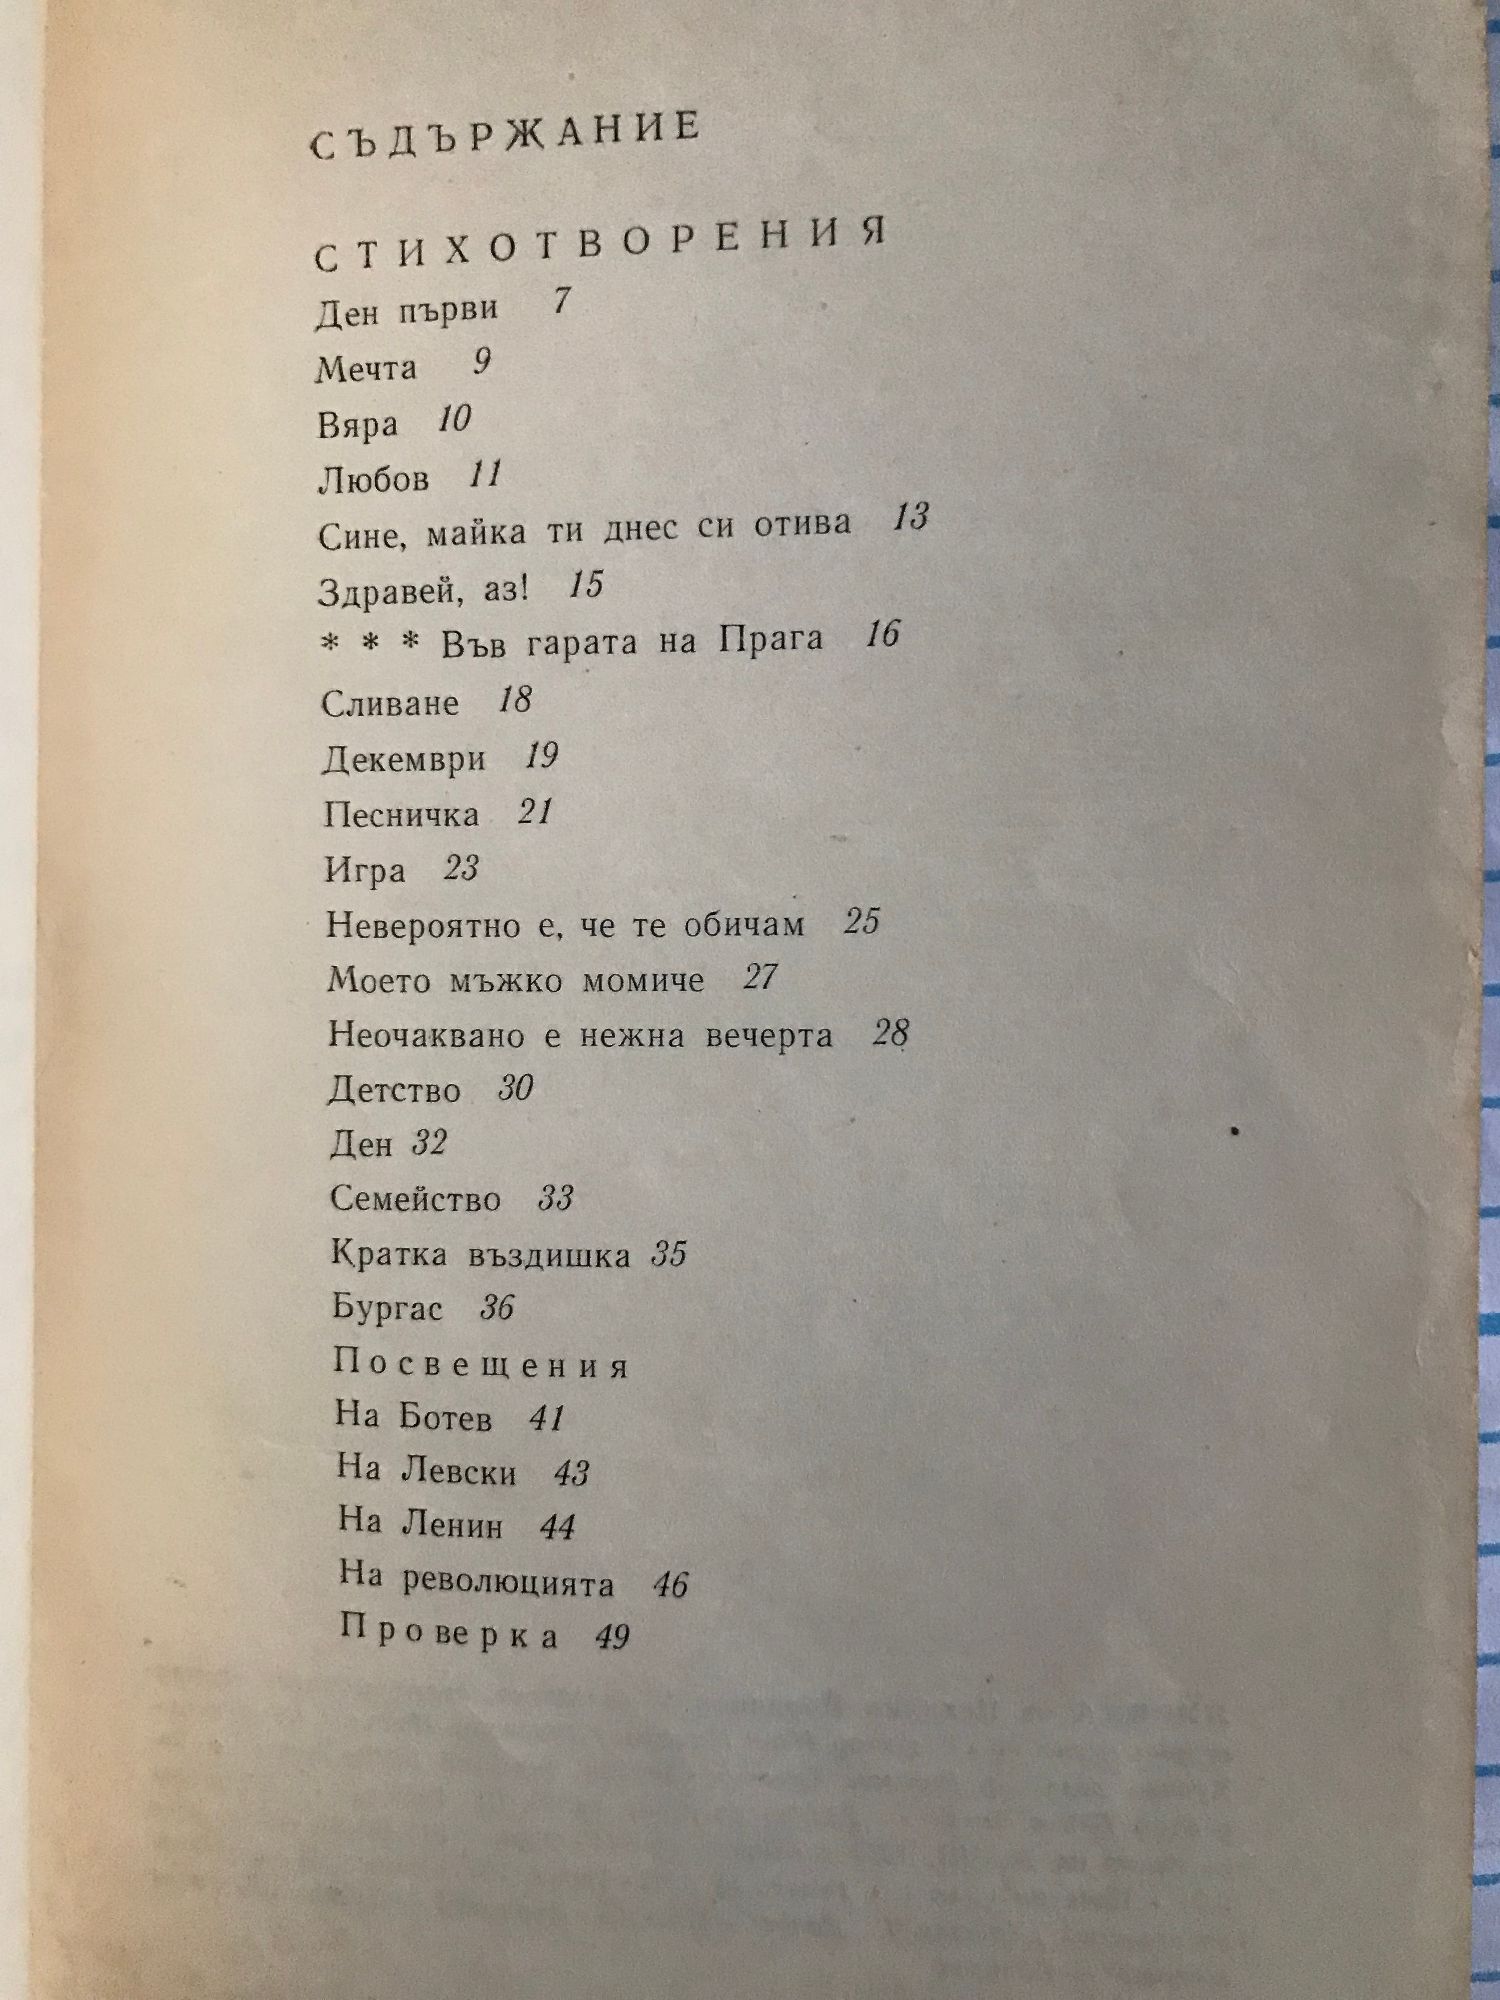 СЪДЪРЖАНИЕ
СТИХОТВОРЕНИЯ
Ден първи 7
Мечта 9
Вяра 10
Любов 11
Сине, майка ти днес си отива 13
Здравей, аз! 15
* * * Във гарата на Прага 16
Сливане 18
Декември 19
Песничка 21
Игра 23
Невероятно е, че те обичам 25
Моето мъжко момиче 27
Неочаквано е нежна вечерта 28
Детство 30
Ден 32
Семейство 33
Кратка въздишка 35
Бургас 36
Посвещения
На Ботев 41
На Левски 43
На Ленин 44
На революцията 46
Проверка 49